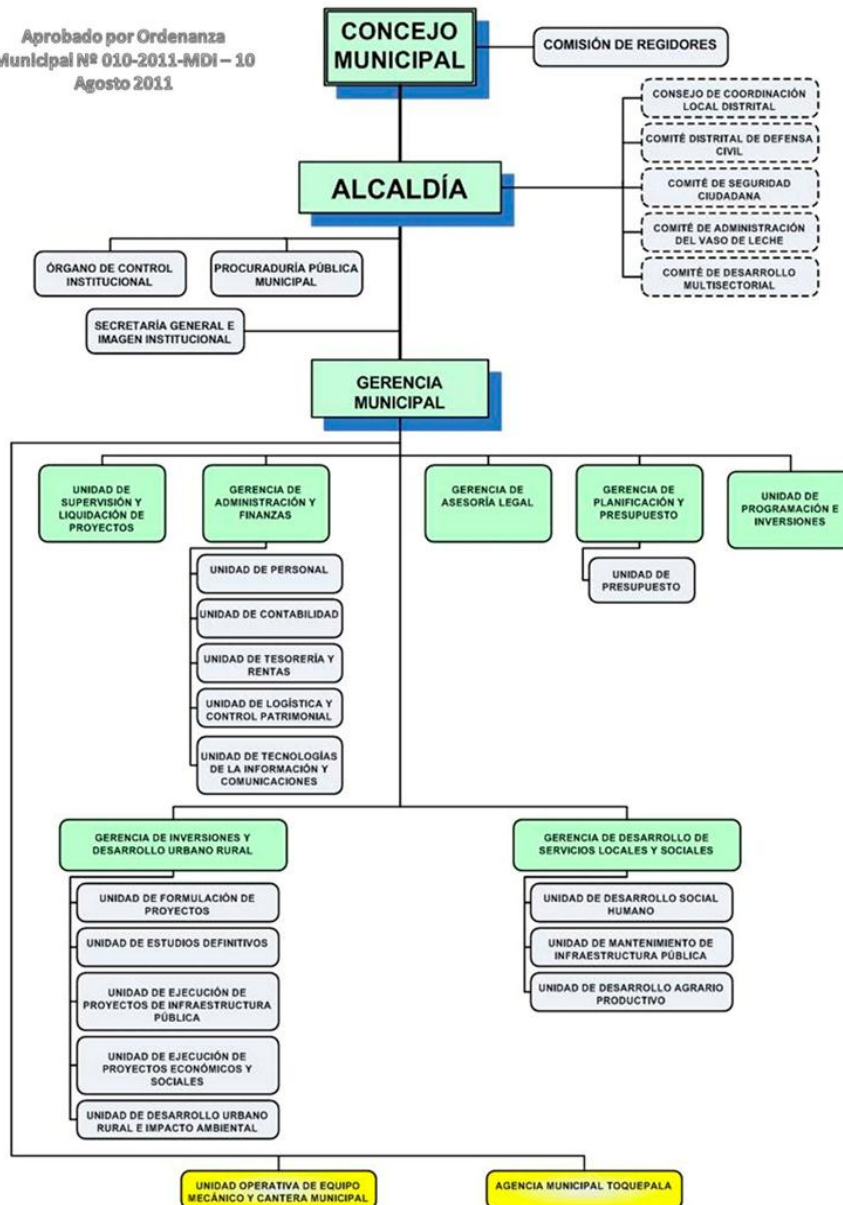 Aprobado por Ordenanza
Municipal Nº 010-2011-MDI – 10
Agosto 2011
CONCEJO
MUNICIPAL
COMISIÓN DE REGIDORES
CONSEJO DE COORDINACIÓN
LOCAL DISTRITAL
COMITÉ DISTRITAL DE DEFENSA
CIVIL
COMITÉ DE SEGURIDAD
CIUDADANA
COMITÉ DE ADMINISTRACIÓN
DEL VASO DE LECHE
COMITÉ DE DESARROLLO
MULTISECTORIAL
ALCALDÍA
ÓRGANO DE CONTROL
INSTITUCIONAL
PROCURADURÍA PÚBLICA
MUNICIPAL
SECRETARÍA GENERAL E
IMAGEN INSTITUCIONAL
GERENCIA
MUNICIPAL
UNIDAD DE
SUPERVISIÓN Y
LIQUIDACIÓN DE
PROYECTOS
GERENCIA DE
ADMINISTRACIÓN Y
FINANZAS
UNIDAD DE PERSONAL
UNIDAD DE CONTABILIDAD
UNIDAD DE TESORERÍA Y
RENTAS
UNIDAD DE LOGÍSTICA Y
CONTROL PATRIMONIAL
UNIDAD DE TECNOLOGÍAS
DE LA INFORMACIÓN Y
COMUNICACIONES
GERENCIA DE
ASESORÍA LEGAL
GERENCIA DE
PLANIFICACIÓN Y
PRESUPUESTO
UNIDAD DE
PRESUPUESTO
UNIDAD DE
PROGRAMACIÓN E
INVERSIONES
GERENCIA DE INVERSIONES Y
DESARROLLO URBANO RURAL
UNIDAD DE FORMULACIÓN DE
PROYECTOS
UNIDAD DE ESTUDIOS DEFINITIVOS
UNIDAD DE EJECUCIÓN DE
PROYECTOS DE INFRAESTRUCTURA
PÚBLICA
UNIDAD DE EJECUCIÓN DE
PROYECTOS ECONÓMICOS Y
SOCIALES
UNIDAD DE DESARROLLO URBANO
RURAL E IMPACTO AMBIENTAL
GERENCIA DE DESARROLLO DE
SERVICIOS LOCALES Y SOCIALES
UNIDAD DE DESARROLLO SOCIAL
HUMANO
UNIDAD DE MANTENIMIENTO DE
INFRAESTRUCTURA PÚBLICA
UNIDAD DE DESARROLLO AGRARIO
PRODUCTIVO
UNIDAD OPERATIVA DE EQUIPO
MECÁNICO Y CANTERA MUNICIPAL
AGENCIA MUNICIPAL TOQUEPALA